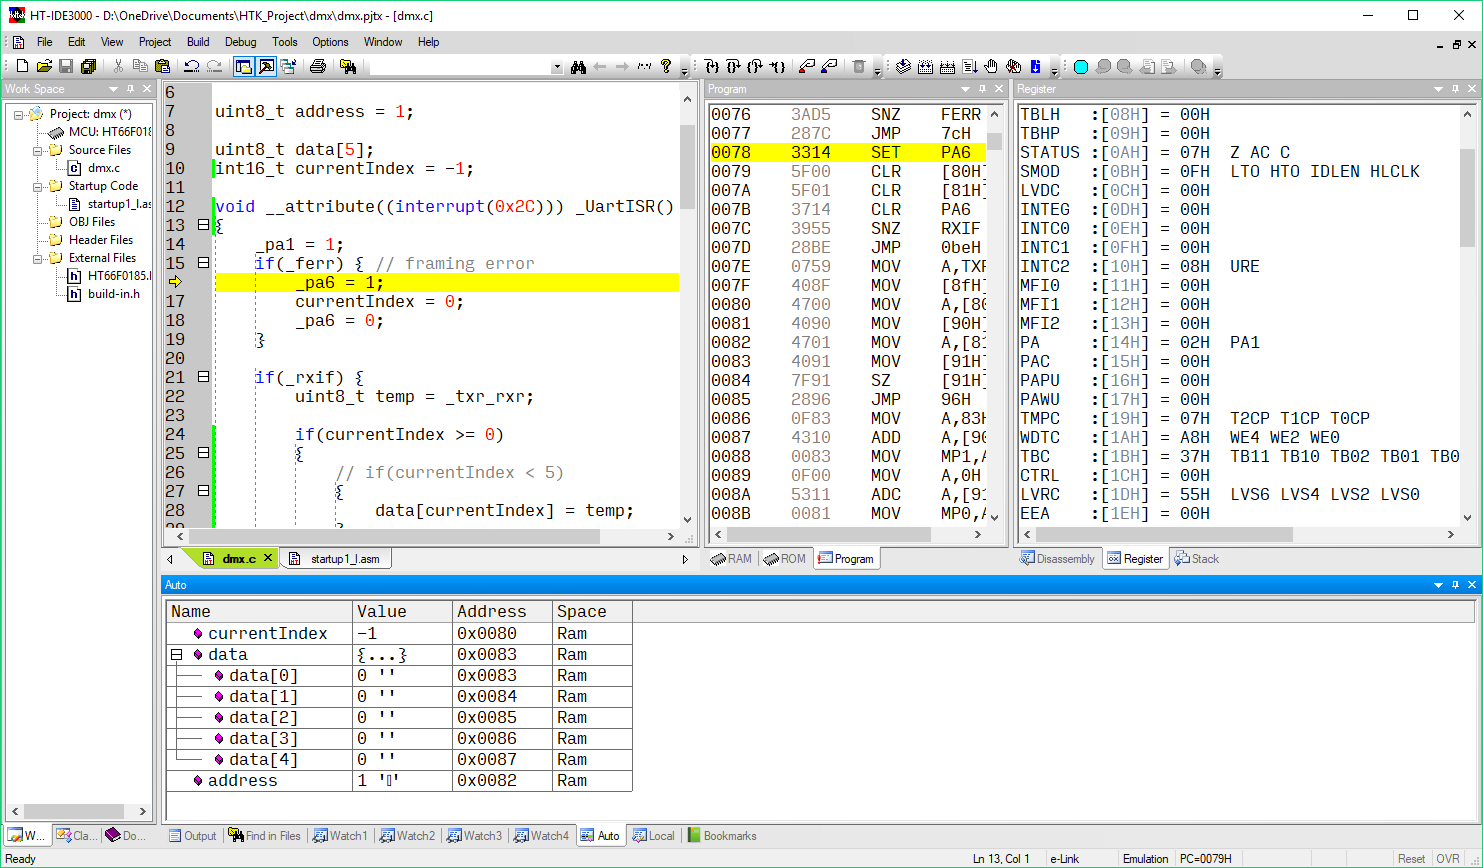 HT-IDE3000 - D:\OneDrive\Documents\HTK_Project\dmx\dmx.pjtx - [dmx.c]
File Edit View Project Build Debug Tools Options Window Help
Work Space
Project: dmx (*)
MCU: HT66F018
Source Files
dmx.c
Startup Code
startup1_l.as
OBJ Files
Header Files
External Files
HT66F0185.l
build-in.h
W... Cla... Do...
6
7 uint8_t address = 1;
8
9 uint8_t data[5];
10 int16_t currentIndex = -1;
11
12 void __attribute((interrupt(0x2C))) _UartISR()
13 {
14 _pa1 = 1;
15 if(_ferr) { // framing error
_pa6 = 1;
17 currentIndex = 0;
18 _pa6 = 0;
19 }
20
21 if(_rxif) {
22 uint8_t temp = _txr_rxr;
23
24 if(currentIndex >= 0)
25 {
26 // if(currentIndex < 5)
27 {
28 data[currentIndex] = temp;
dmx.c startup1_l.asm
Program
0076 3AD5 SNZ FERR
0077 287C JMP 7cH
0078 3314 SET PA6
0079 5F00 CLR [80H]
007A 5F01 CLR [81H]
007B 3714 CLR PA6
007C 3955 SNZ RXIF
007D 28BE JMP 0beH
007E 0759 MOV A,TXR
007F 408F MOV [8fH]
0080 4700 MOV A,[80
0081 4090 MOV [90H]
0082 4701 MOV A,[81
0083 4091 MOV [91H]
0084 7F91 SZ [91H]
0085 2896 JMP 96H
0086 0F83 MOV A,83H
0087 4310 ADD A,[90
0088 0083 MOV MP1,A
0089 0F00 MOV A,0H
008A 5311 ADC A,[91
008B 0081 MOV MP0,A
RAM ROM Program
Register
TBLH :[08H] = 00H
TBHP :[09H] = 00H
STATUS :[0AH] = 07H Z AC C
SMOD :[0BH] = 0FH LTO HTO IDLEN HLCLK
LVDC :[0CH] = 00H
INTEG :[0DH] = 00H
INTC0 :[0EH] = 00H
INTC1 :[0FH] = 00H
INTC2 :[10H] = 08H URE
MFI0 :[11H] = 00H
MFI1 :[12H] = 00H
MFI2 :[13H] = 00H
PA :[14H] = 02H PA1
PAC :[15H] = 00H
PAPU :[16H] = 00H
PAWU :[17H] = 00H
TMPC :[19H] = 07H T2CP T1CP T0CP
WDTC :[1AH] = A8H WE4 WE2 WE0
TBC :[1BH] = 37H TB11 TB10 TB02 TB01 TB0
CTRL :[1CH] = 00H
LVRC :[1DH] = 55H LVS6 LVS4 LVS2 LVS0
EEA :[1EH] = 00H
Disassembly Register Stack
Auto
Name Value Address Space
currentIndex -1 0x0080 Ram
data {...} 0x0083 Ram
data[0] 0 '' 0x0083 Ram
data[1] 0 '' 0x0084 Ram
data[2] 0 '' 0x0085 Ram
data[3] 0 '' 0x0086 Ram
data[4] 0 '' 0x0087 Ram
address 1 '▯' 0x0082 Ram
Output Find in Files Watch1 Watch2 Watch3 Watch4 Auto Local Bookmarks
Ready Ln 13, Col 1 e-Link Emulation PC=0079H Reset OVR